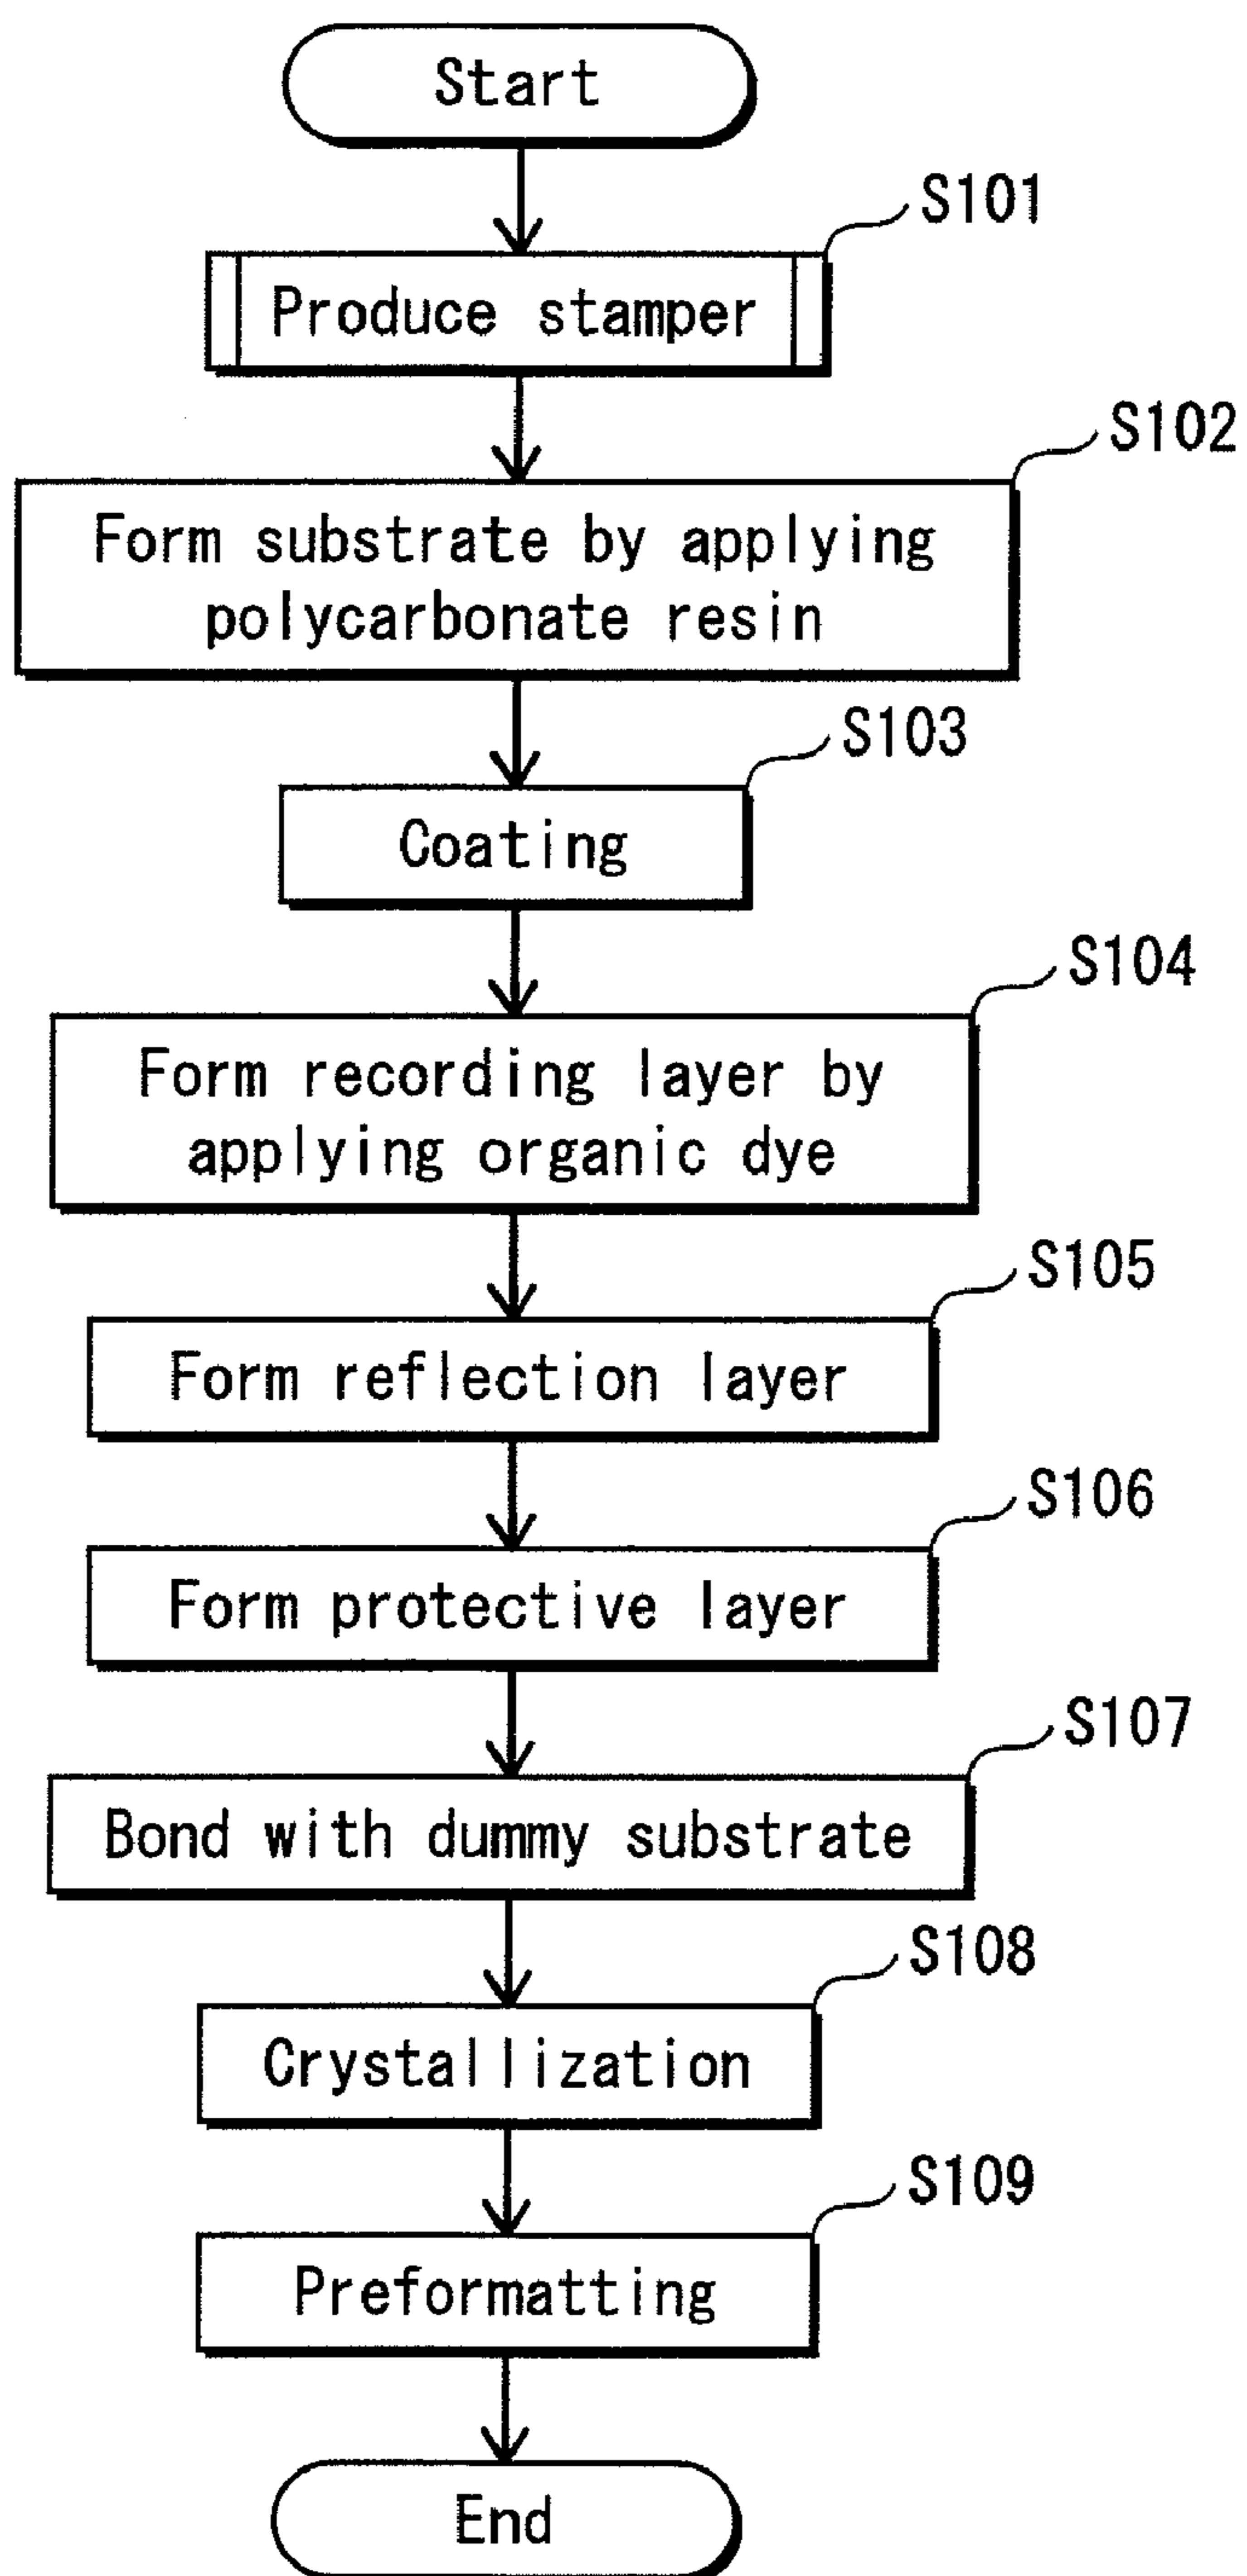 Start
S101
Produce stamper
S102
Form substrate by applying
polycarbonate resin
S103
Coating
S104
Form recording layer by
applying organic dye
S105
Form reflection layer
S106
Form protective layer
S107
Bond with dummy substrate
S108
Crystallization
S109
Preformatting
End